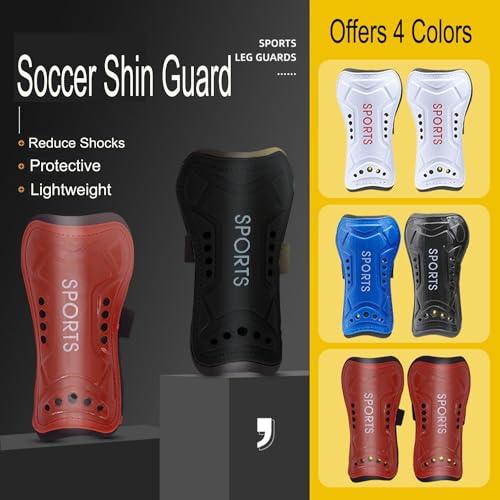 SPORTS
LEG GUARDS
......
Soccer Shin Guard
Reduce Shocks
Protective
Lightweight
SPORTS
SPORTS
Offers 4 Colors
SPORTS
SPORTS
SPORTS
SPORTS
SPORTS
SPORTS